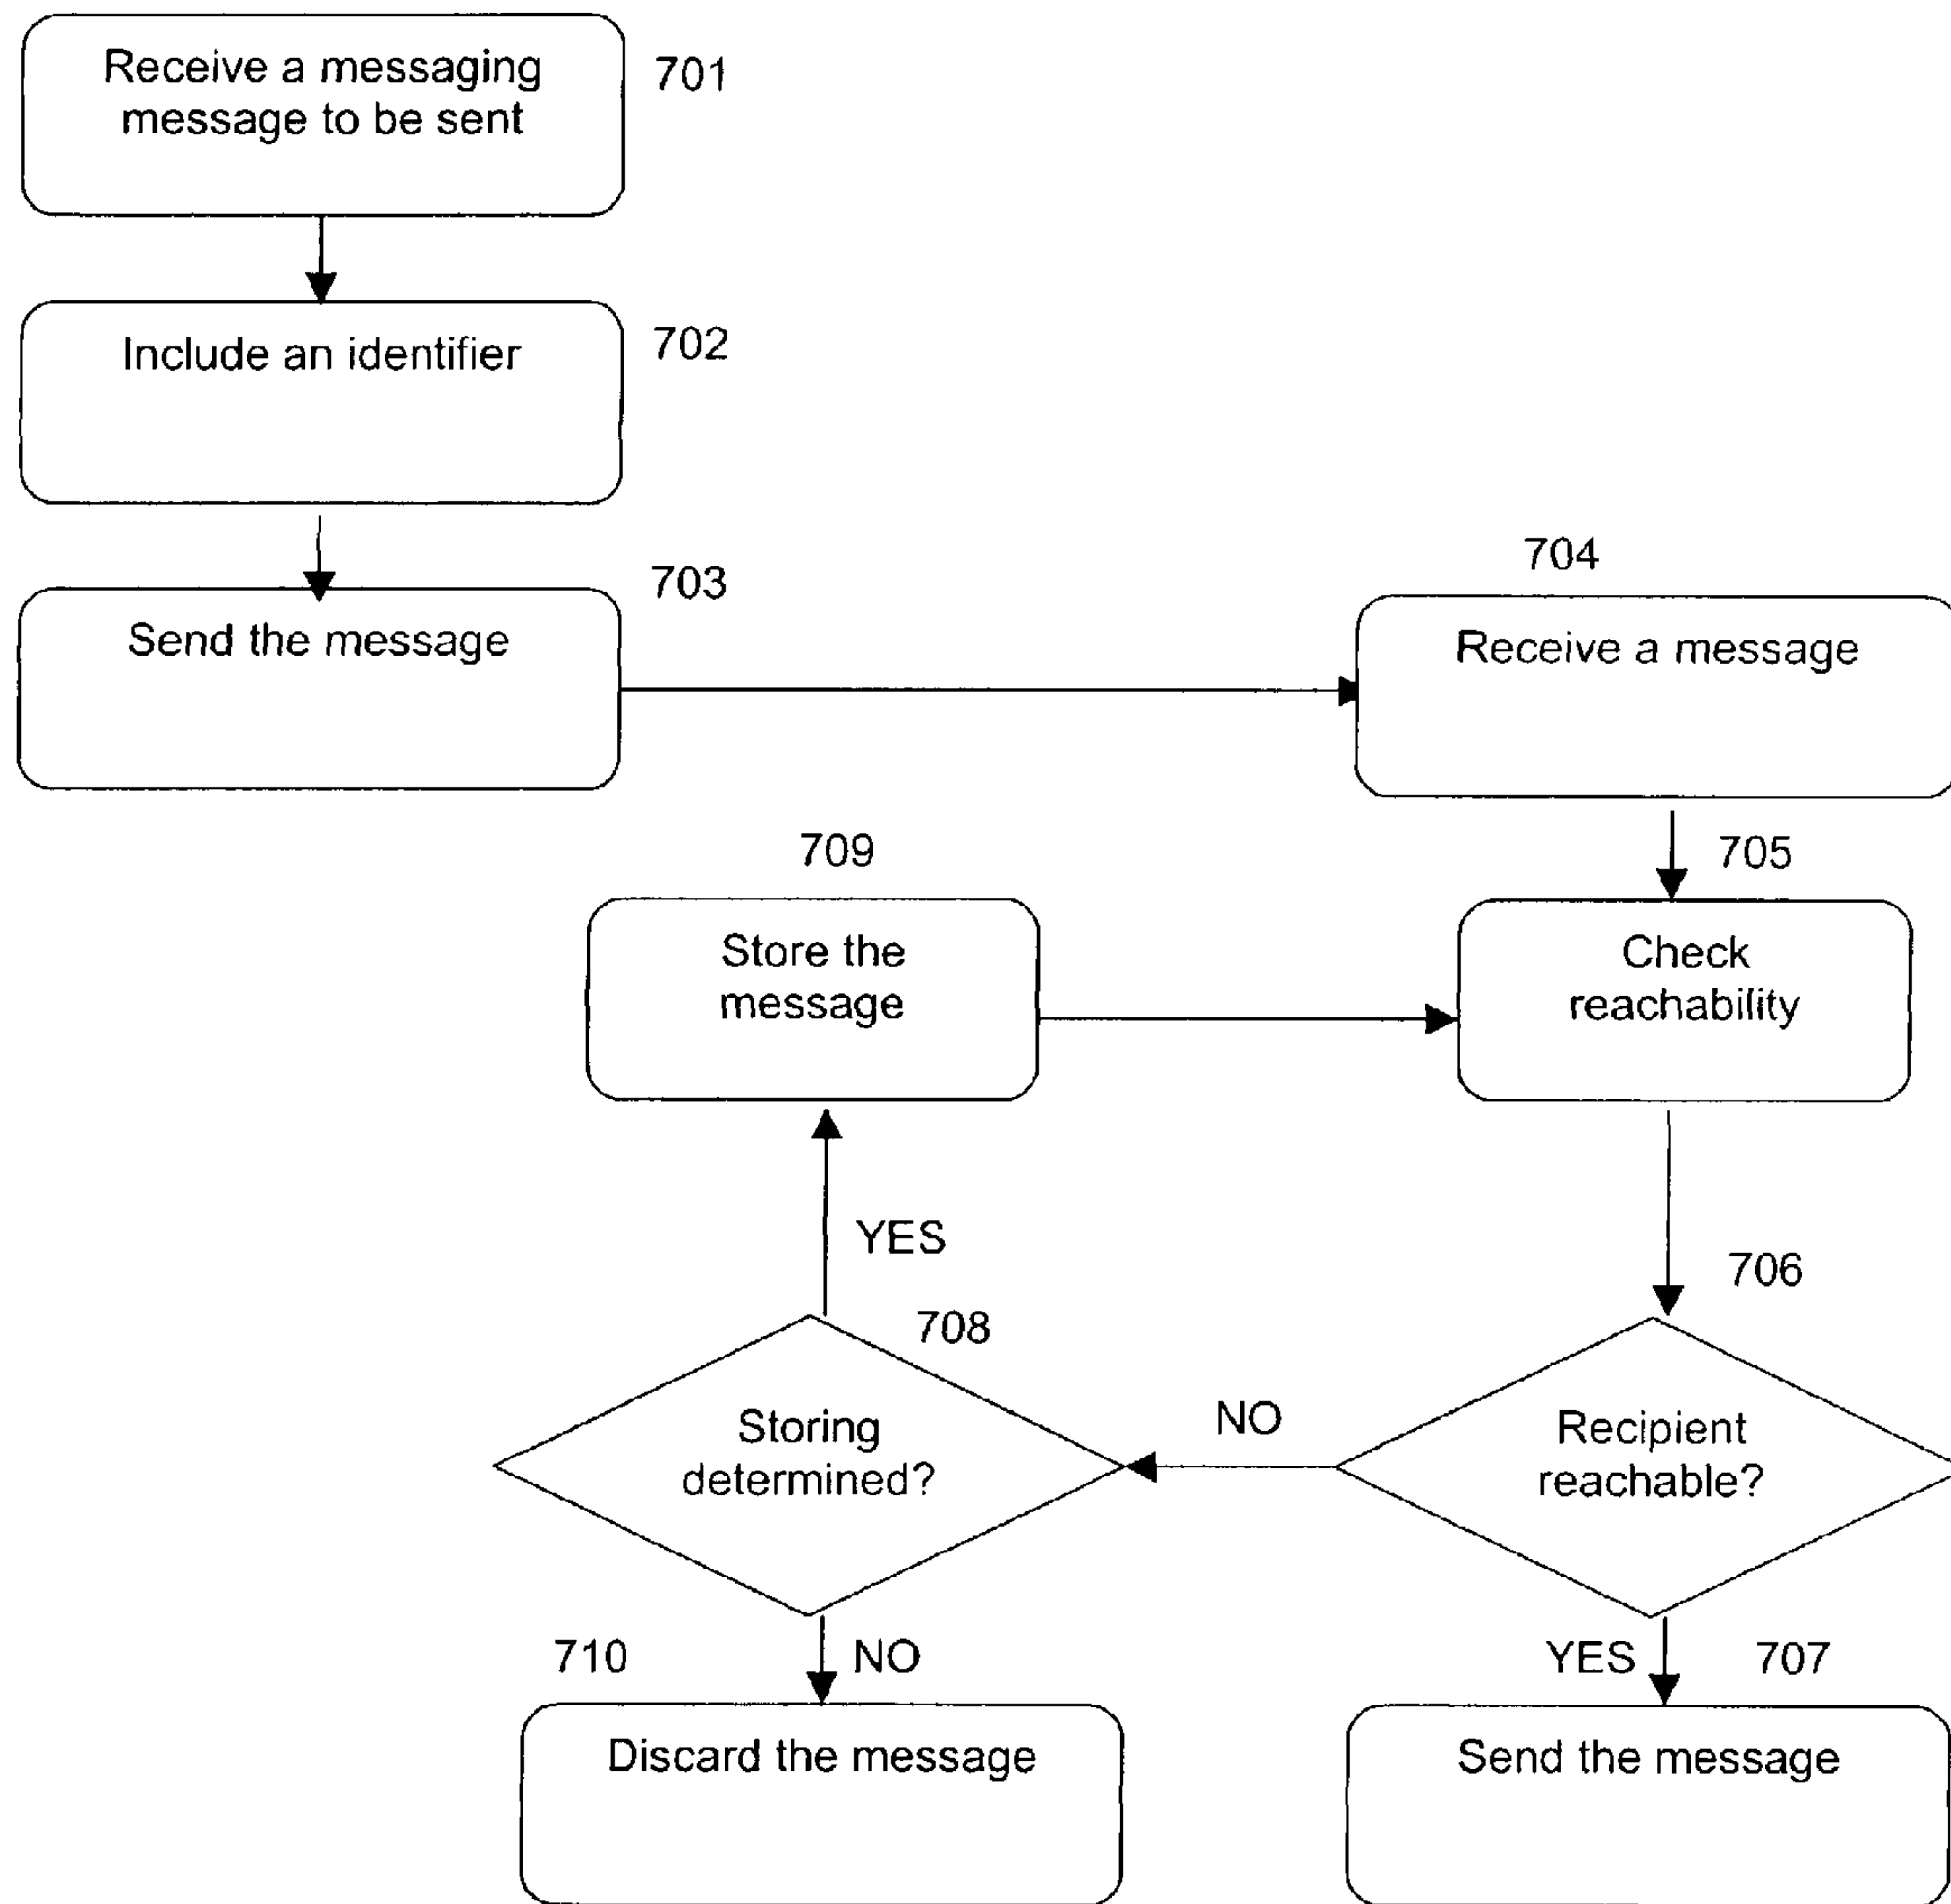 Receive a messaging
message to be sent
701
Include an identifier
702
Send the message
703
704
Receive a message
709
Store the
message
705
Check
reachability
YES
706
708
Storing
determined?
NO
Recipient
reachable?
710
NO
YES
707
Discard the message
Send the message